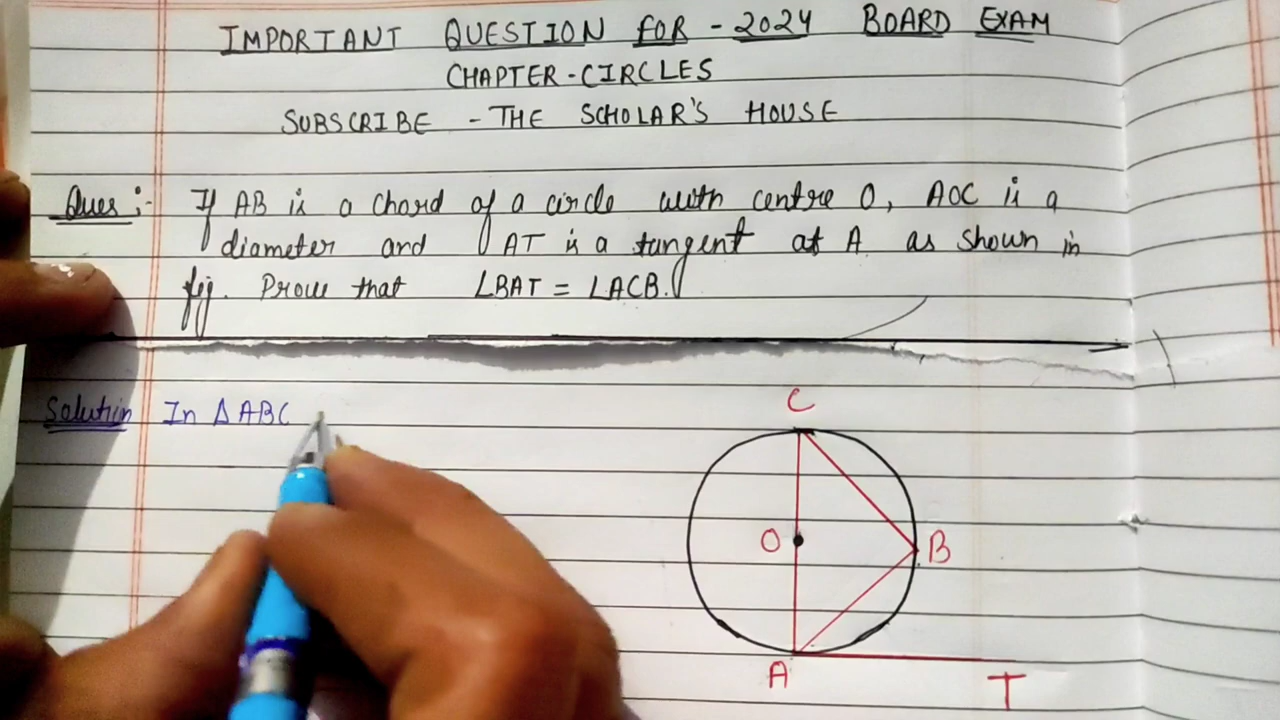 IMPORTANT QUESTION FOR - 2024 BOARD EXAM
CHAPTER-CIRCLES
SUBSCRIBE - THE SCHOLAR'S HOUSE
Ques :- If AB is a chord of a circle with centre O, AOC is a
diameter and AT is a tangent at A as shown in
fig. Prove that ∠BAT = ∠ACB.
Solution In △ABC
C
O
B
A
T